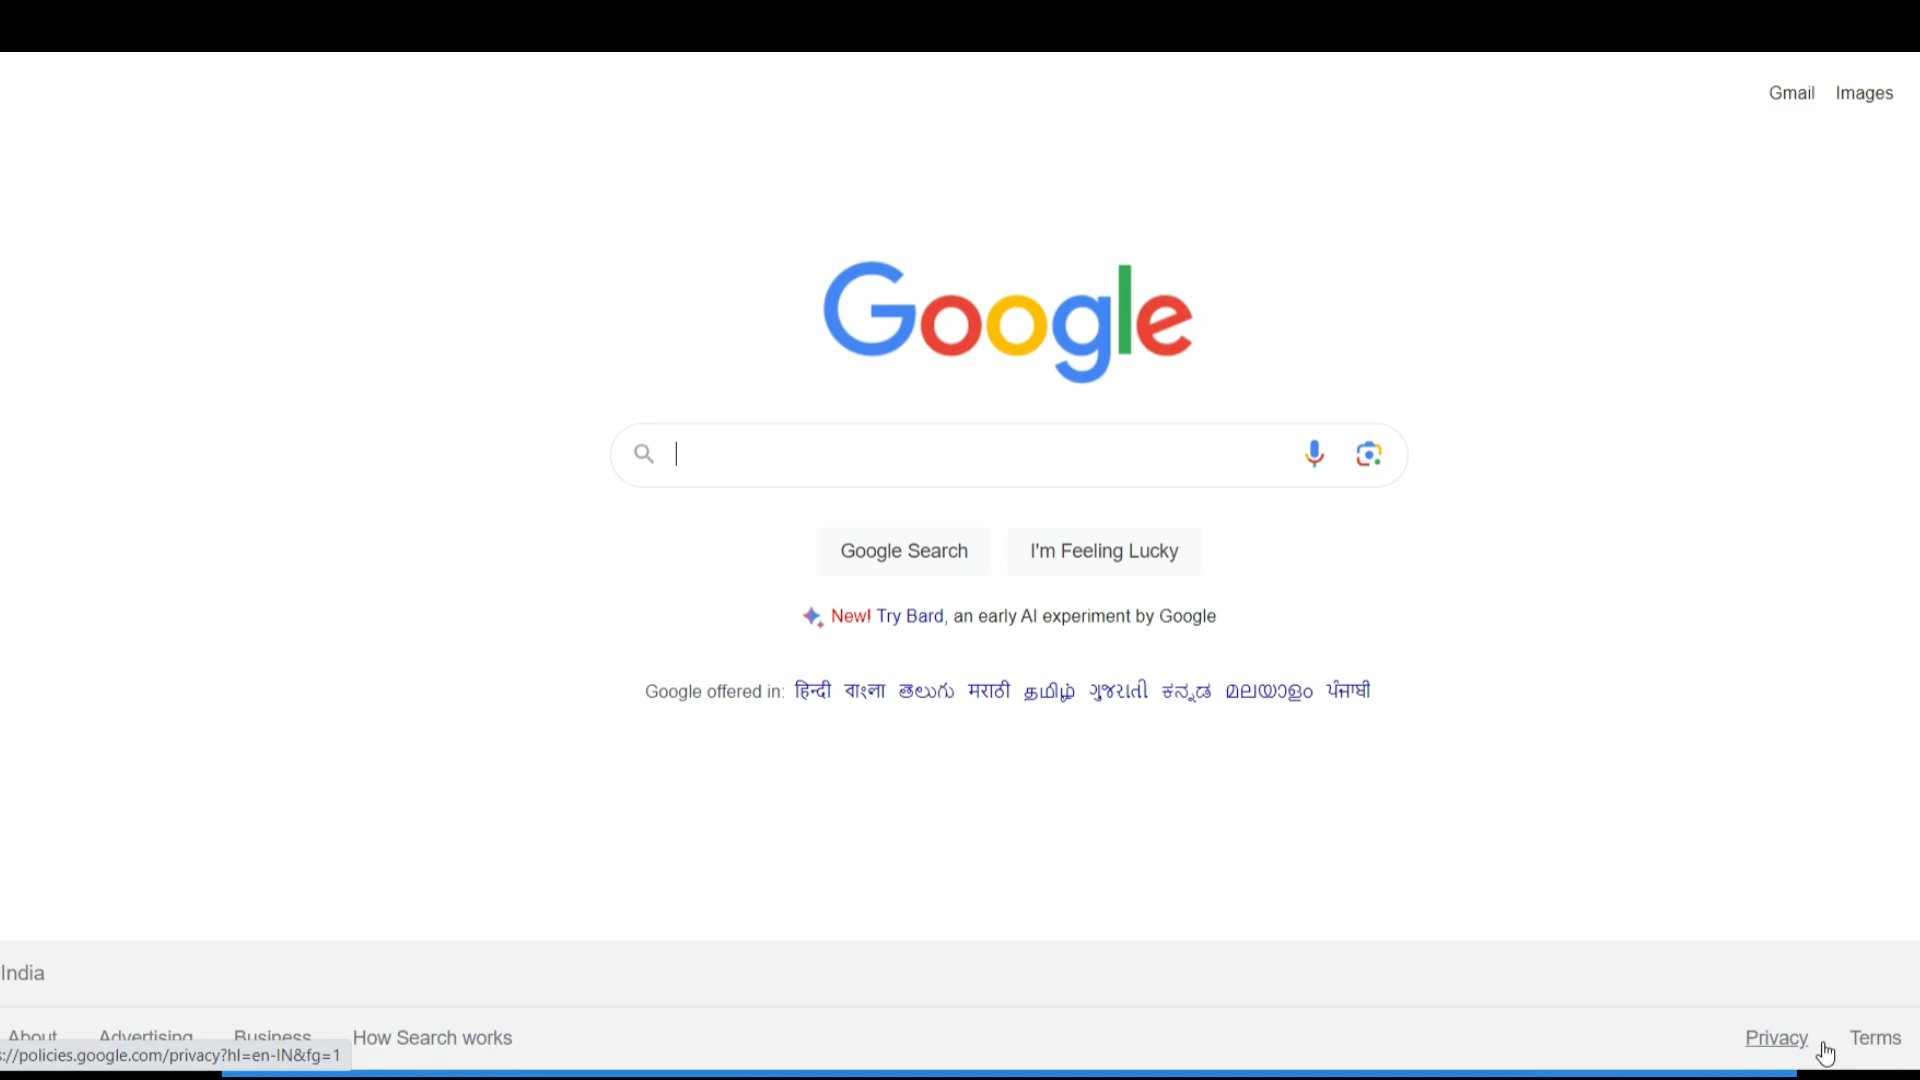 Gmail Images
Google
Google Search I'm Feeling Lucky
New! Try Bard, an early AI experiment by Google
Google offered in: हिन्दी বাংলা తెలుగు मराठी தமிழ் ગુજરાતી ಕನ್ನಡ മലയാളം ਪੰਜਾਬੀ
India
About Advertising Business How Search works Privacy Terms
s://policies.google.com/privacy?hl=en-IN&fg=1